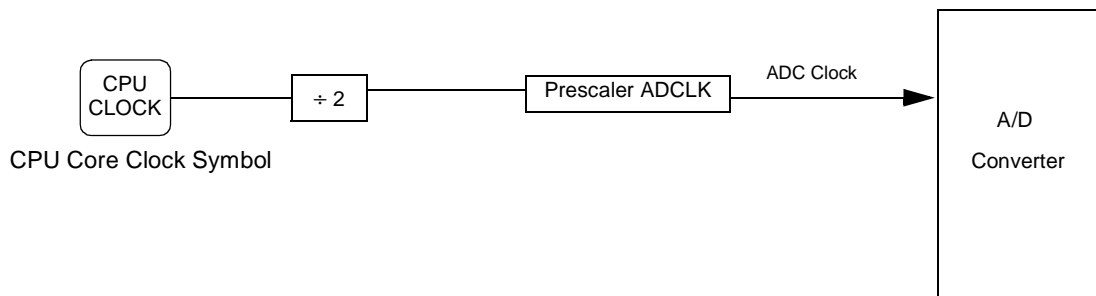 CPU
CLOCK
÷ 2
Prescaler ADCLK
ADC Clock
A/D
Converter
CPU Core Clock Symbol